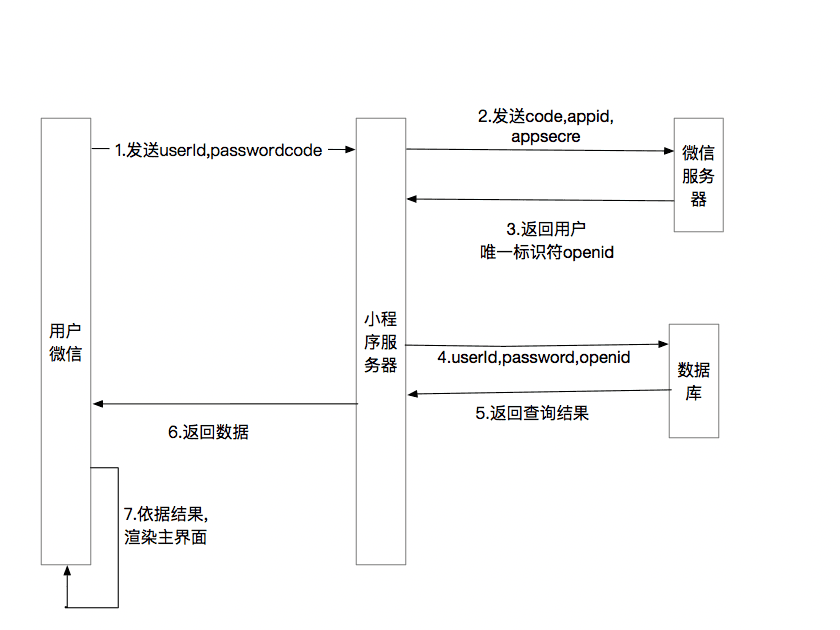 2.发送code,appid,
appsecre
1.发送userId,passwordcode
微信
服务
器
3.返回用户
唯一标识符openid
用户
微信
小程
序服
务器
4.userId,password,openid
数据
库
5.返回查询结果
6.返回数据
7.依据结果,
渲染主界面